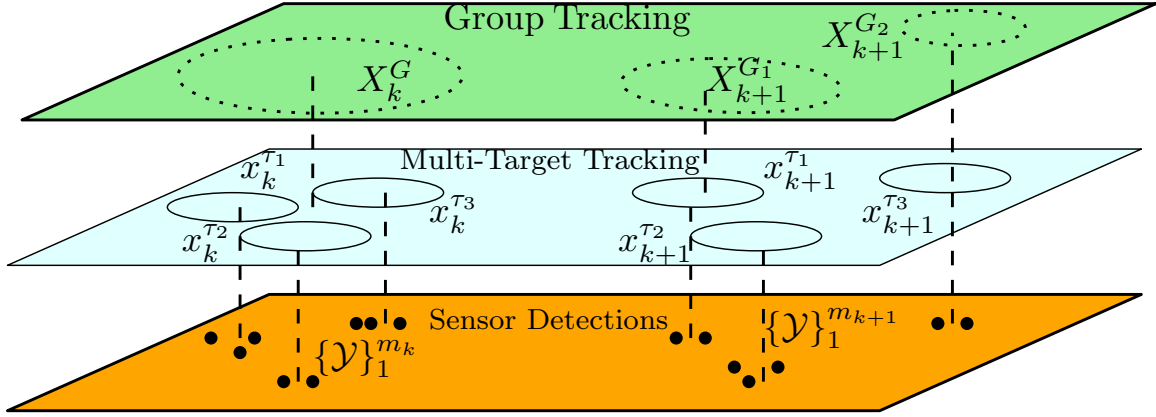 Group Tracking
X_k^G
X_{k+1}^{G_1}
X_{k+1}^{G_2}
Multi-Target Tracking
x_k^{τ_1}
x_k^{τ_2}
x_k^{τ_3}
x_{k+1}^{τ_1}
x_{k+1}^{τ_2}
x_{k+1}^{τ_3}
Sensor Detections
{𝒴}_1^{m_k}
{𝒴}_1^{m_{k+1}}